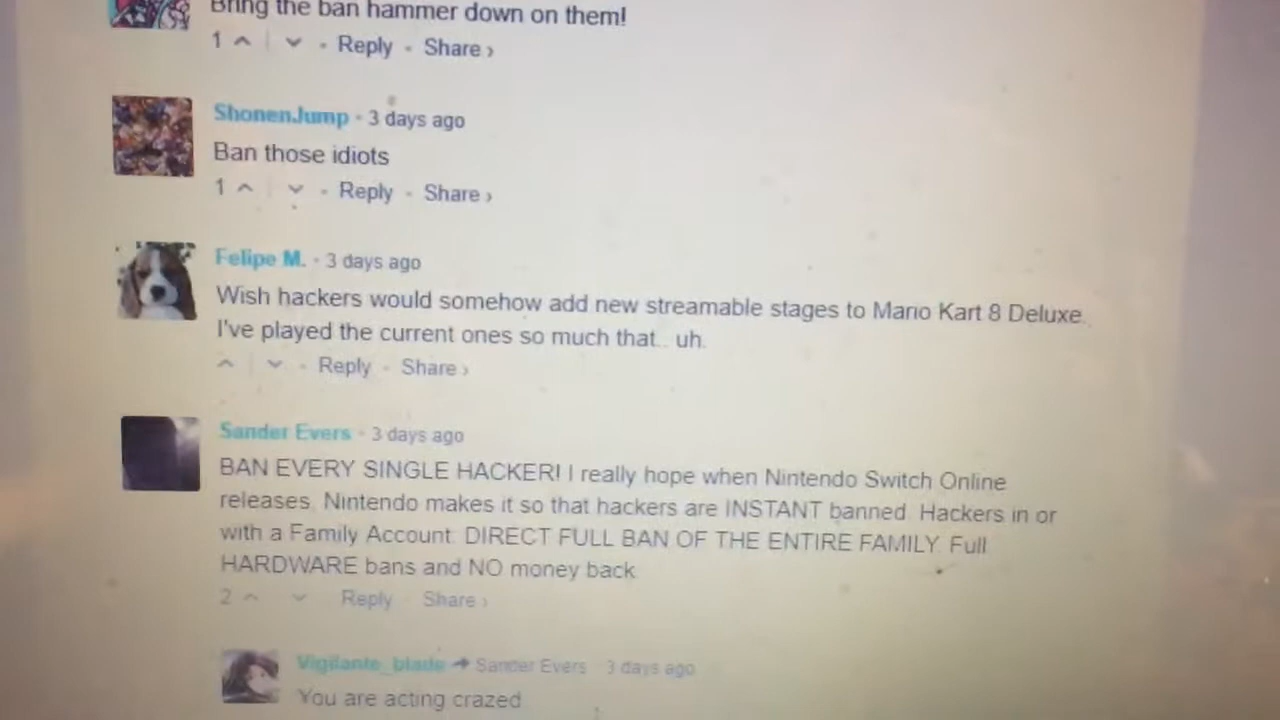 Bring the ban hammer down on them!
1 • Reply • Share ›
ShonenJump • 3 days ago
Ban those idiots
1 • Reply • Share ›
Felipe M. • 3 days ago
Wish hackers would somehow add new streamable stages to Mario Kart 8 Deluxe.
I've played the current ones so much that.. uh.
• Reply • Share ›
Sander Evers • 3 days ago
BAN EVERY SINGLE HACKER! I really hope when Nintendo Switch Online
releases, Nintendo makes it so that hackers are INSTANT banned. Hackers in or
with a Family Account: DIRECT FULL BAN OF THE ENTIRE FAMILY. Full
HARDWARE bans and NO money back.
2 Reply Share ›
Vigilante_blade → Sander Evers • 3 days ago
You are acting crazed